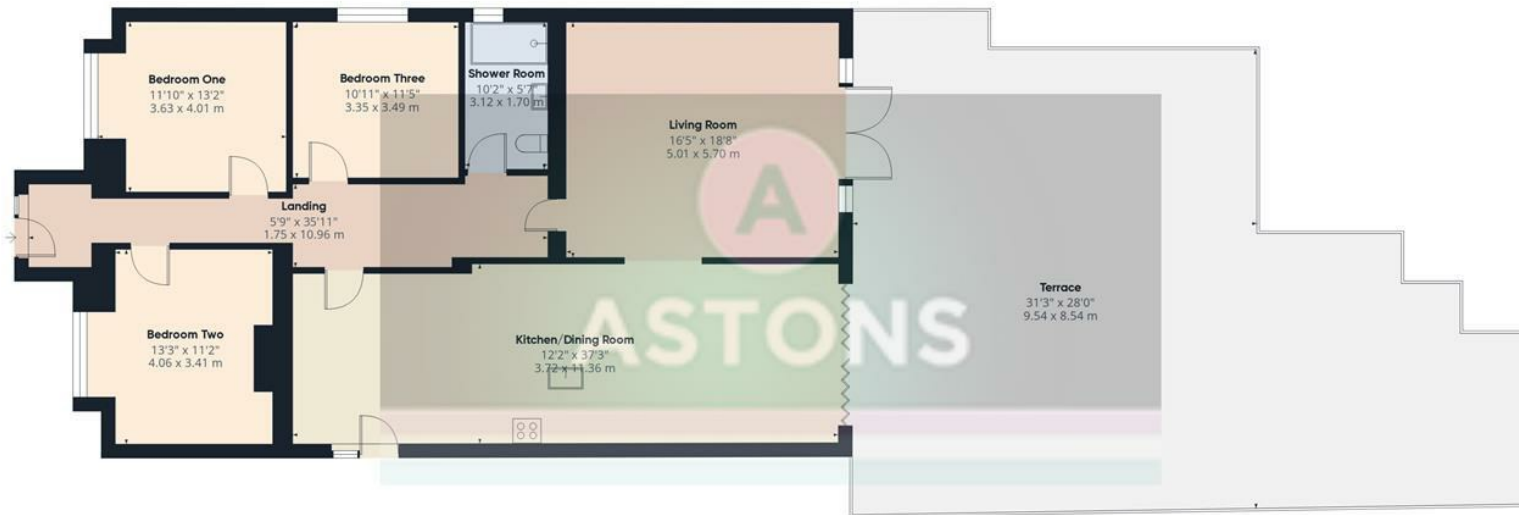 Bedroom One
11'10" x 13'2"
3.63 x 4.01 m
Bedroom Three
10'11" x 11'5"
3.35 x 3.49 m
Shower Room
10'2" x 5'7"
3.12 x 1.70 m
Living Room
16'5" x 18'8"
5.01 x 5.70 m
A
Landing
5'9" x 35'11"
1.75 x 10.96 m
Terrace
31'3" x 28'0"
9.54 x 8.54 m
Bedroom Two
13'3" x 11'2"
4.06 x 3.41 m
Kitchen/Dining Room
12'2" x 37'3"
3.72 x 11.36 m
ASTONS